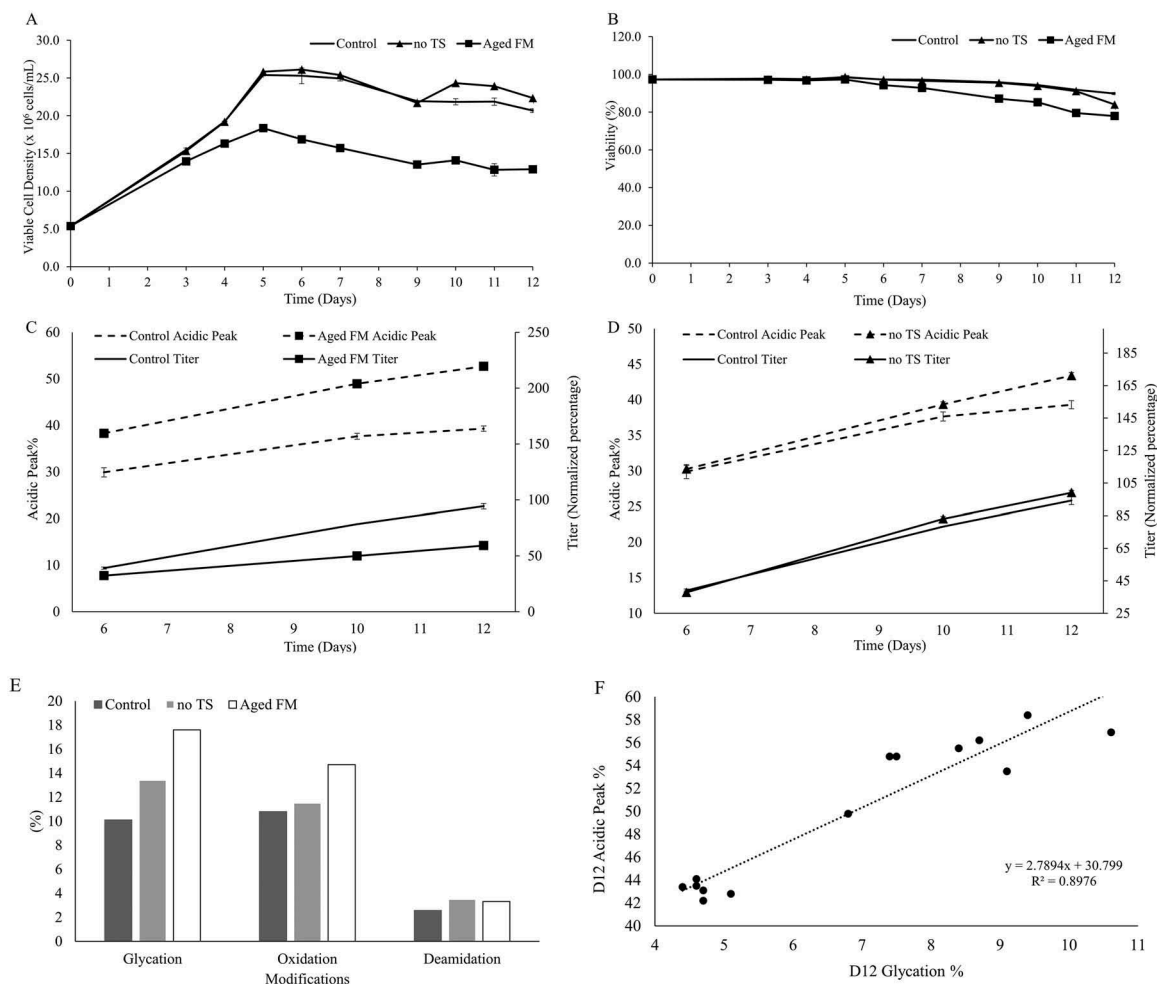 A
Control
no TS
Aged FM
30.0
25.0
20.0
15.0
10.0
5.0
0.0
Viable Cell Density (x 10⁶ cells/mL)
0 1 2 3 4 5 6 7 8 9 10 11 12
Time (Days)
B
Control
no TS
Aged FM
120.0
100.0
80.0
60.0
40.0
20.0
0.0
Viability (%)
0 1 2 3 4 5 6 7 8 9 10 11 12
Time (Days)
C
Control Acidic Peak
Aged FM Acidic Peak
Control Titer
Aged FM Titer
60
50
40
30
20
10
0
Acidic Peak%
250
200
150
100
50
0
Titer (Normalized percentage)
6 7 8 9 10 11 12
Time (Days)
D
Control Acidic Peak
no TS Acidic Peak
Control Titer
no TS Titer
50
45
40
35
30
25
20
15
10
Acidic Peak%
185
165
145
125
105
85
65
45
25
Titer (Normalized percentage)
6 7 8 9 10 11 12
Time (Days)
E
Control
no TS
Aged FM
20
18
16
14
12
10
8
6
4
2
0
(%)
Glycation
Oxidation
Deamidation
Modifications
F
60
58
56
54
52
50
48
46
44
42
40
D12 Acidic Peak %
y = 2.7894x + 30.799
R² = 0.8976
4 5 6 7 8 9 10 11
D12 Glycation %